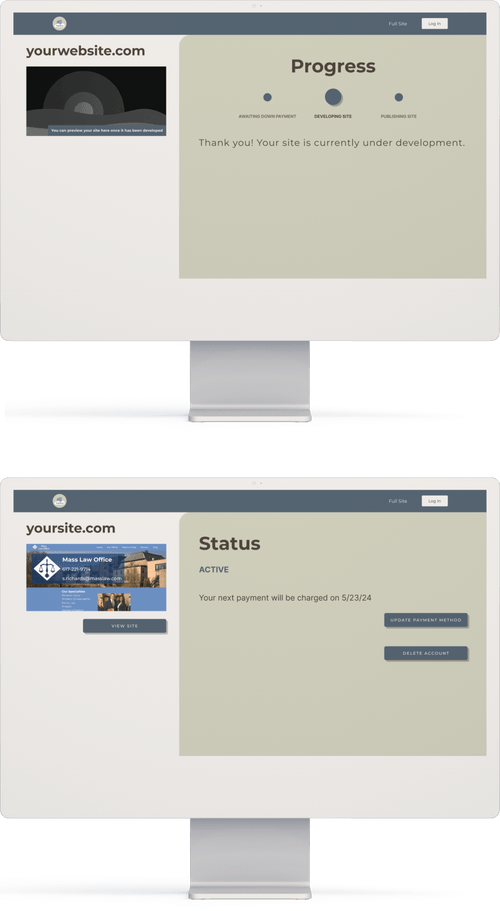 Full Site
Log In
yourwebsite.com
You can preview your site here once it has been developed
Progress
AWAITING DOWN PAYMENT
DEVELOPING SITE
PUBLISHING SITE
Thank you! Your site is currently under development.
Full Site
Log In
yoursite.com
Mass Law Office
617-221-9714
s.richards@masslaw.com
Our Specialties
VIEW SITE
Status
ACTIVE
Your next payment will be charged on 5/23/24
UPDATE PAYMENT METHOD
DELETE ACCOUNT